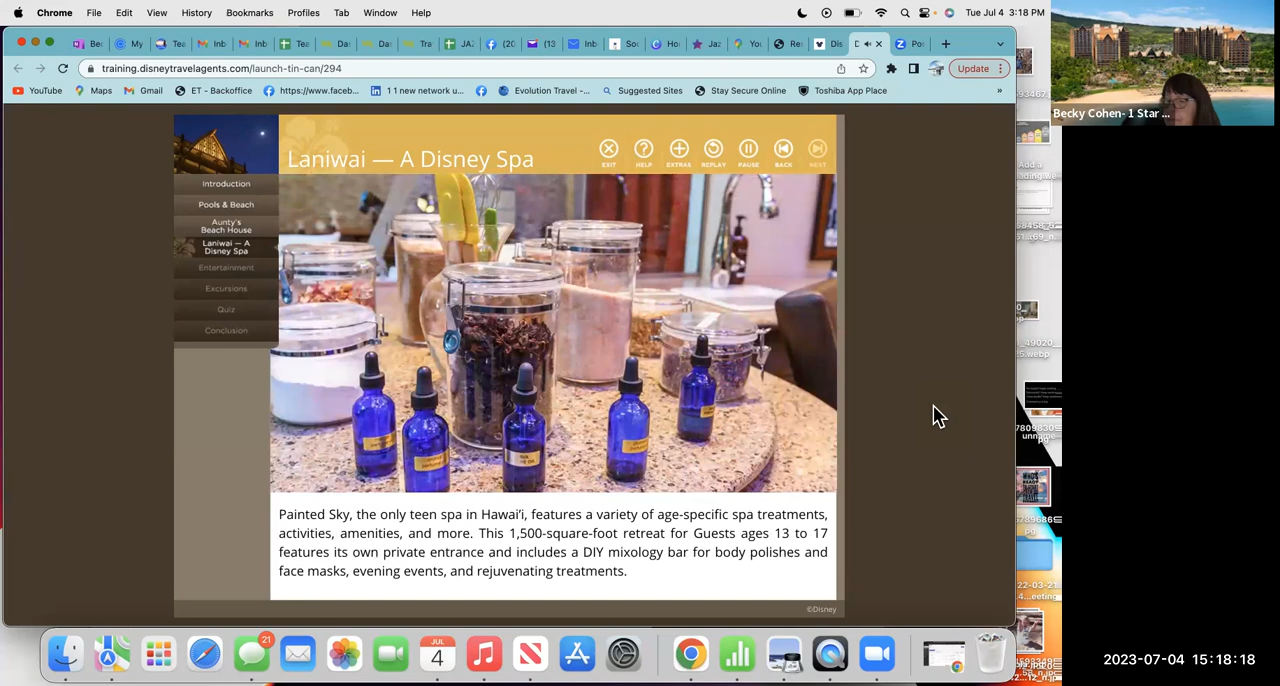 Chrome File Edit View History Bookmarks Profiles Tab Window Help Tue Jul 4 3:18 PM
training.disneytravelagents.com/launch-tin-can/294 Update
YouTube Maps Gmail ET - Backoffice https://www.faceb... 1 1 new network u... Evolution Travel -... Suggested Sites Stay Secure Online Toshiba App Place »
Becky Cohen- 1 Star ...
Laniwai — A Disney Spa
EXIT HELP EXTRAS REPLAY PAUSE BACK NEXT
Introduction
Pools & Beach
Aunty's
Beach House
Laniwai — A
Disney Spa
Entertainment
Excursions
Quiz
Conclusion
Painted Sky, the only teen spa in Hawai'i, features a variety of age-specific spa treatments,
activities, amenities, and more. This 1,500-square-foot retreat for Guests ages 13 to 17
features its own private entrance and includes a DIY mixology bar for body polishes and
face masks, evening events, and rejuvenating treatments.
©Disney
21
JUL
4
2023-07-04 15:18:18